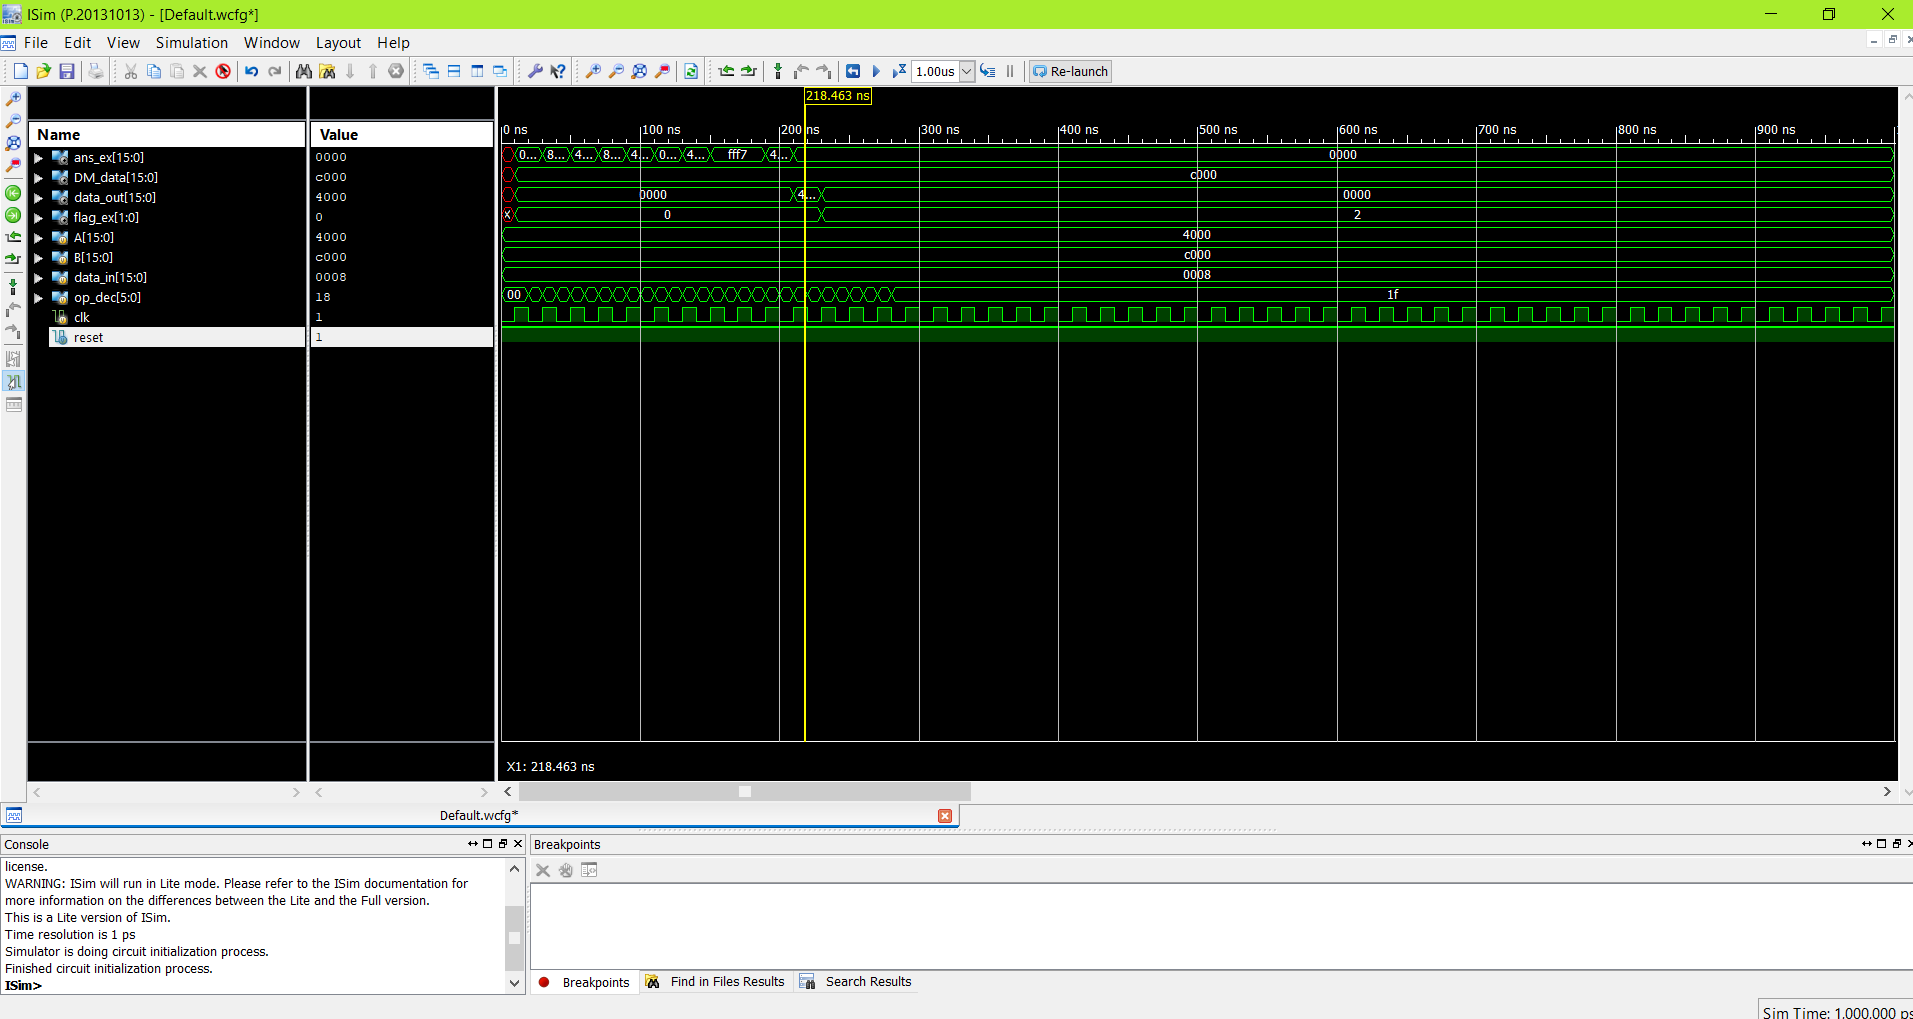 ISim (P.20131013) - [Default.wcfg*]
File Edit View Simulation Window Layout Help
1.00us Re-launch
218.463 ns
Name Value
0 ns 100 ns 200 ns 300 ns 400 ns 500 ns 600 ns 700 ns 800 ns 900 ns
ans_ex[15:0] 0000 0... 8... 4... 8... 4... 0... 4... fff7 4... 0000
DM_data[15:0] c000 c000
data_out[15:0] 4000 0000 4... 0000
flag_ex[1:0] 0 X 0 2
A[15:0] 4000 4000
B[15:0] c000 c000
data_in[15:0] 0008 0008
op_dec[5:0] 18 00 1f
clk 1
reset 1
X1: 218.463 ns
Default.wcfg*
Console
license.
WARNING: ISim will run in Lite mode. Please refer to the ISim documentation for
more information on the differences between the Lite and the Full version.
This is a Lite version of ISim.
Time resolution is 1 ps
Simulator is doing circuit initialization process.
Finished circuit initialization process.
ISim>
Breakpoints
Breakpoints Find in Files Results Search Results
Sim Time: 1,000,000 ps